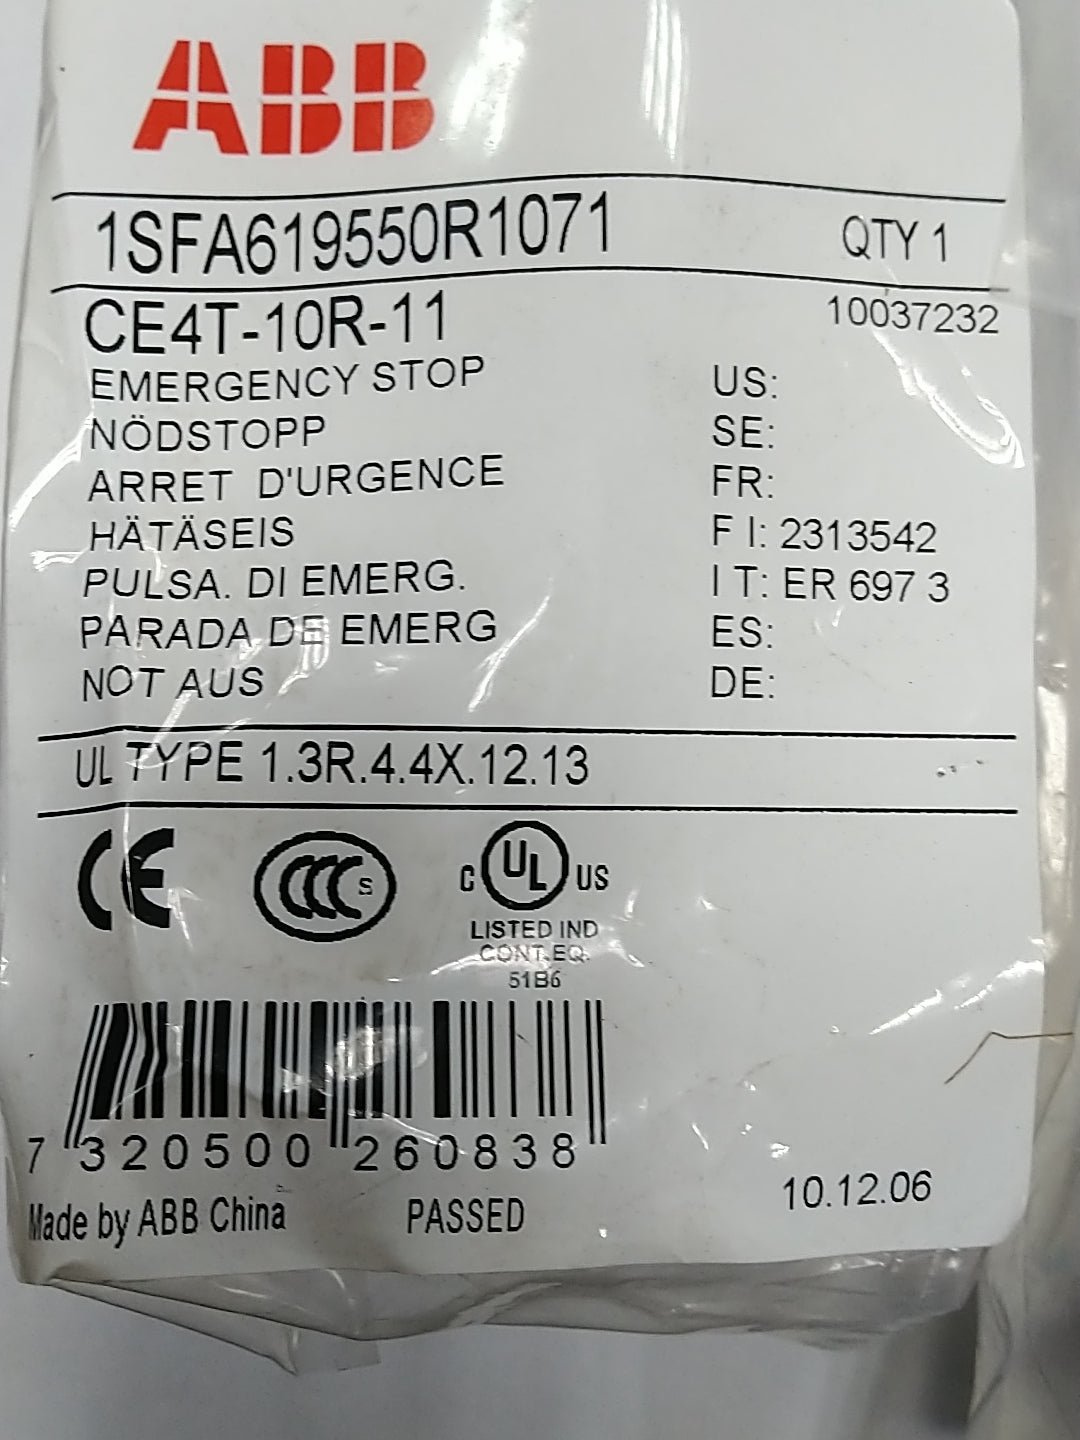 ABB
1SFA619550R1071 QTY 1
CE4T-10R-11 10037232
EMERGENCY STOP US:
NÖDSTOPP SE:
ARRET D'URGENCE FR:
HÄTÄSEIS F I: 2313542
PULSA. DI EMERG. I T: ER 697 3
PARADA DE EMERG ES:
NOT AUS DE:
UL TYPE 1.3R.4.4X.12.13
CE CCC S C UL US
LISTED IND
CONT.EQ.
51B6
7 320500 260838
Made by ABB China PASSED 10.12.06